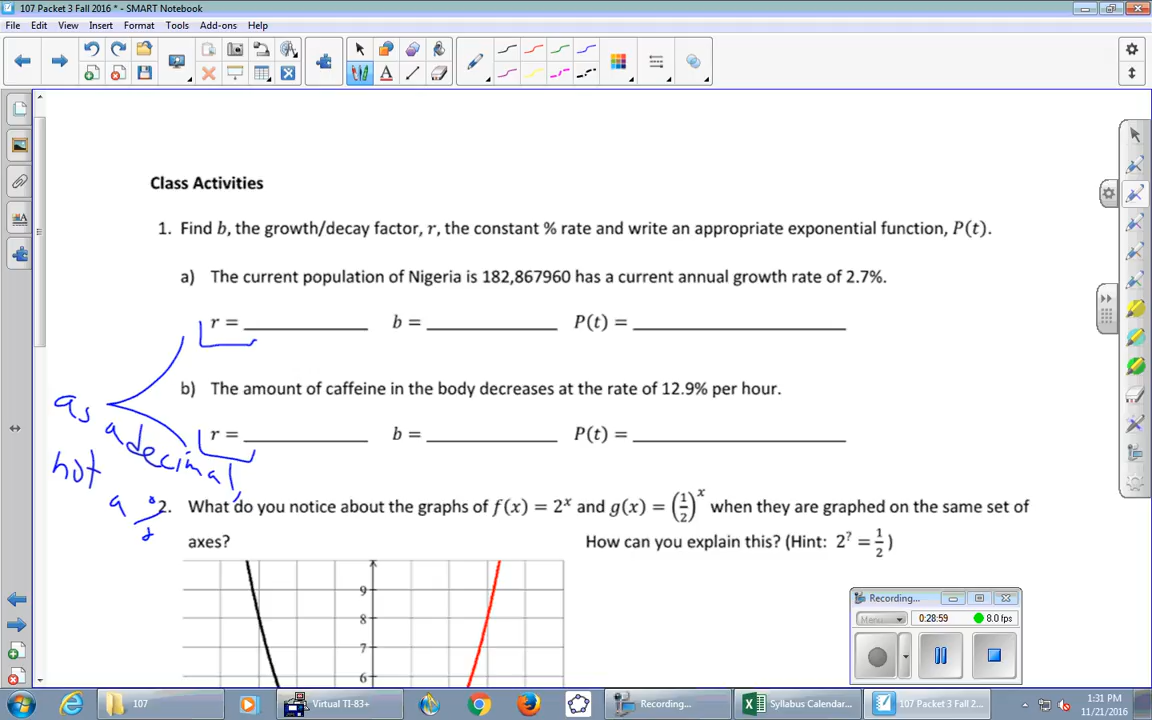 107 Packet 3 Fall 2016 * - SMART Notebook
File Edit View Insert Format Tools Add-ons Help
Class Activities
1. Find b, the growth/decay factor, r, the constant % rate and write an appropriate exponential function, P(t).
a) The current population of Nigeria is 182,867960 has a current annual growth rate of 2.7%.
r = ____________ b = ____________ P(t) = ____________
b) The amount of caffeine in the body decreases at the rate of 12.9% per hour.
r = ____________ b = ____________ P(t) = ____________
as
a decimal,
not
a %
2. What do you notice about the graphs of f(x) = 2^x and g(x) = (1/2)^x when they are graphed on the same set of
axes? How can you explain this? (Hint: 2^? = 1/2)
9
8
7
6
Recording...
Menu... 0:28:59 8.0 fps
107 Virtual TI-83+ Recording... Syllabus Calendar... 107 Packet 3 Fall 2...
1:31 PM
11/21/2016